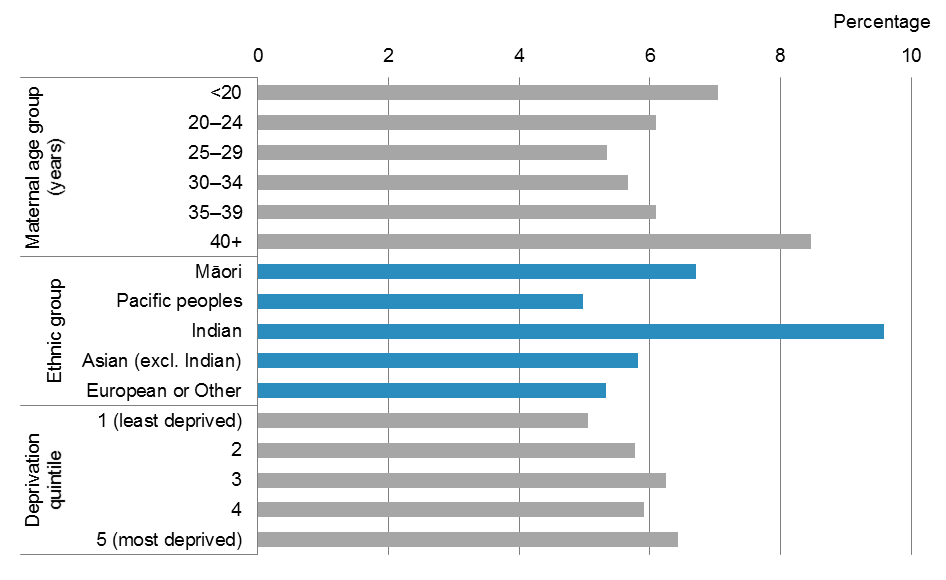 Percentage
0 2 4 6 8 10
Maternal age group
(years)
<20
20–24
25–29
30–34
35–39
40+
Ethnic group
Māori
Pacific peoples
Indian
Asian (excl. Indian)
European or Other
Deprivation
quintile
1 (least deprived)
2
3
4
5 (most deprived)